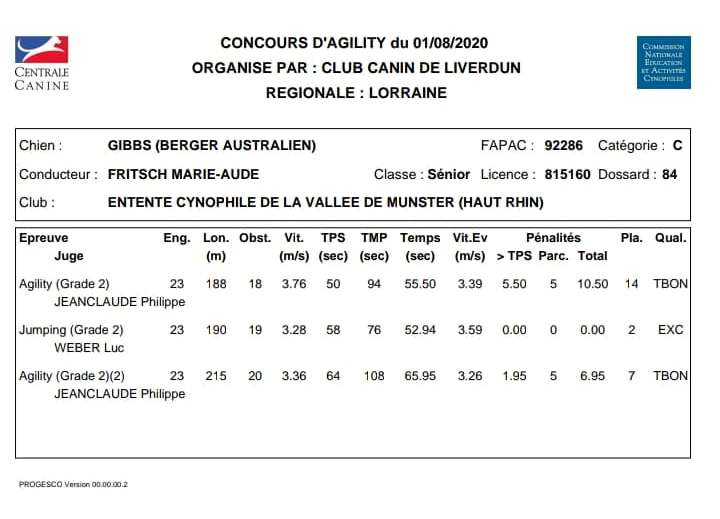 CENTRALE
CANINE
CONCOURS D'AGILITY du 01/08/2020
ORGANISE PAR : CLUB CANIN DE LIVERDUN
REGIONALE : LORRAINE
COMMISSION
NATIONALE
EDUCATION
ET ACTIVITÉS
CYNOPHILES
Chien : GIBBS (BERGER AUSTRALIEN) FAPAC : 92286 Catégorie : C
Conducteur : FRITSCH MARIE-AUDE Classe : Sénior Licence : 815160 Dossard : 84
Club : ENTENTE CYNOPHILE DE LA VALLEE DE MUNSTER (HAUT RHIN)
Epreuve Eng. Lon. Obst. Vit. TPS TMP Temps Vit.Ev Pénalités Pla. Qual.
Juge (m) (m/s) (sec) (sec) (sec) (m/s) > TPS Parc. Total
Agility (Grade 2) 23 188 18 3.76 50 94 55.50 3.39 5.50 5 10.50 14 TBON
JEANCLAUDE Philippe
Jumping (Grade 2) 23 190 19 3.28 58 76 52.94 3.59 0.00 0 0.00 2 EXC
WEBER Luc
Agility (Grade 2)(2) 23 215 20 3.36 64 108 65.95 3.26 1.95 5 6.95 7 TBON
JEANCLAUDE Philippe
PROGESCO Version 00.00.00.2